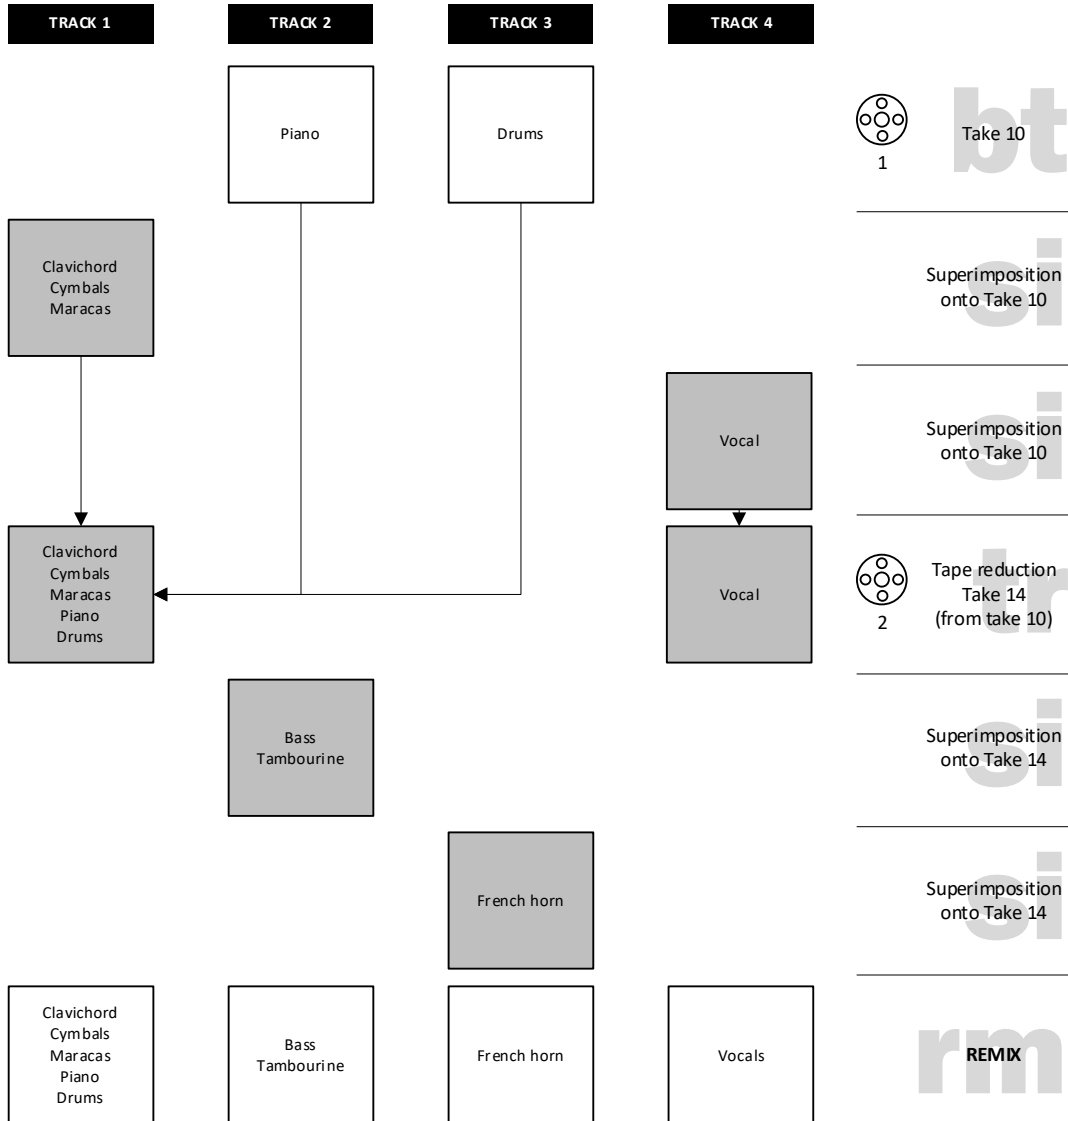 TRACK 1
TRACK 2
TRACK 3
TRACK 4
Piano
Drums
1
bt
Take 10
Clavichord
Cymbals
Maracas
si
Superimposition
onto Take 10
Vocal
si
Superimposition
onto Take 10
Clavichord
Cymbals
Maracas
Piano
Drums
Vocal
2
tr
Tape reduction
Take 14
(from take 10)
Bass
Tambourine
si
Superimposition
onto Take 14
French horn
si
Superimposition
onto Take 14
Clavichord
Cymbals
Maracas
Piano
Drums
Bass
Tambourine
French horn
Vocals
rm
REMIX